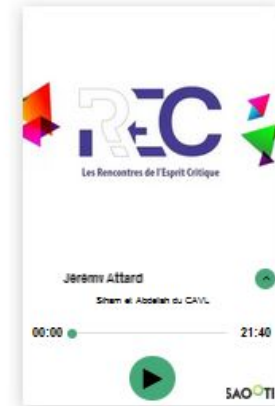 REC
Les Rencontres de l'Esprit Critique
Jérémy Attard
Siham et Abdelah du CAVL
00:00
21:40
SAOOTI